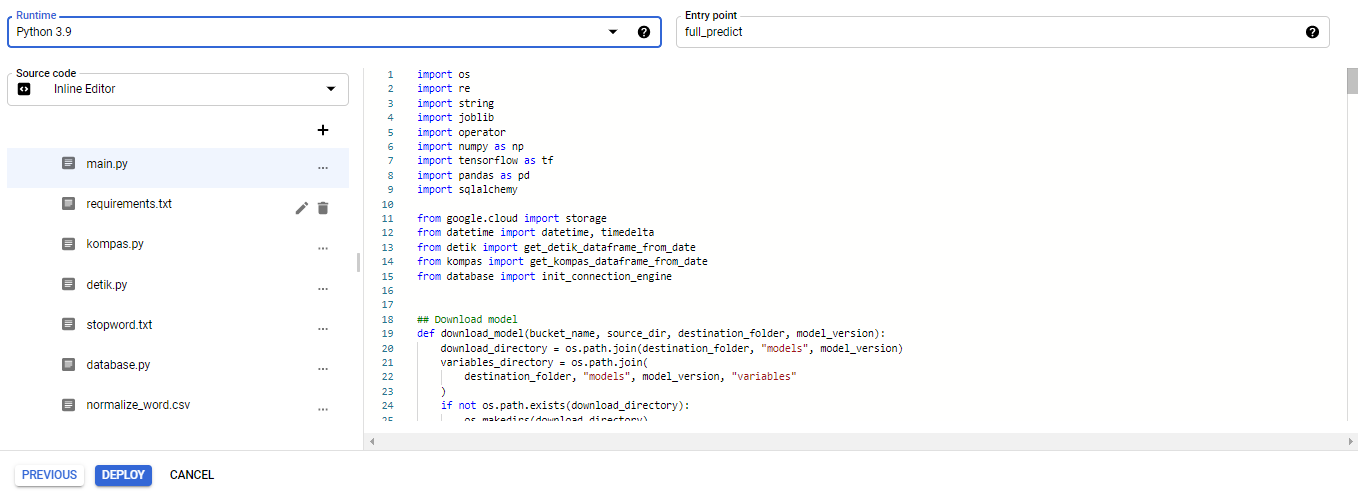 Runtime
Python 3.9
Entry point
full_predict
Source code
Inline Editor
main.py
...
requirements.txt
kompas.py
...
detik.py
...
stopword.txt
...
database.py
...
normalize_word.csv
...
1 import os
2 import re
3 import string
4 import joblib
5 import operator
6 import numpy as np
7 import tensorflow as tf
8 import pandas as pd
9 import sqlalchemy
10
11 from google.cloud import storage
12 from datetime import datetime, timedelta
13 from detik import get_detik_dataframe_from_date
14 from kompas import get_kompas_dataframe_from_date
15 from database import init_connection_engine
16
17
18 ## Download model
19 def download_model(bucket_name, source_dir, destination_folder, model_version):
20 download_directory = os.path.join(destination_folder, "models", model_version)
21 variables_directory = os.path.join(
22 destination_folder, "models", model_version, "variables"
23 )
24 if not os.path.exists(download_directory):
25 os.makedirs(download_directory)
PREVIOUS
DEPLOY
CANCEL